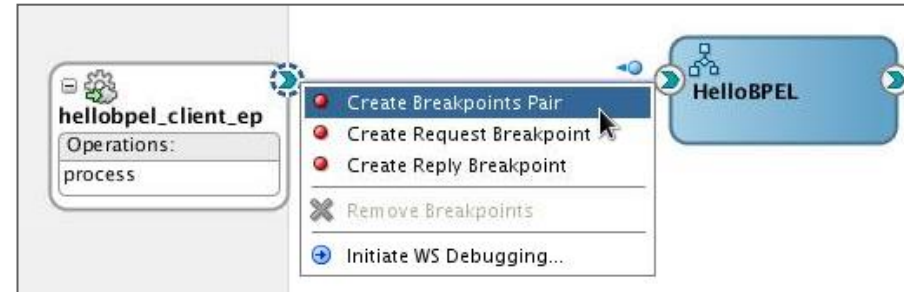 hellobpel_client_ep
Operations:
process
Create Breakpoints Pair
Create Request Breakpoint
Create Reply Breakpoint
Remove Breakpoints
Initiate WS Debugging...
HelloBPEL